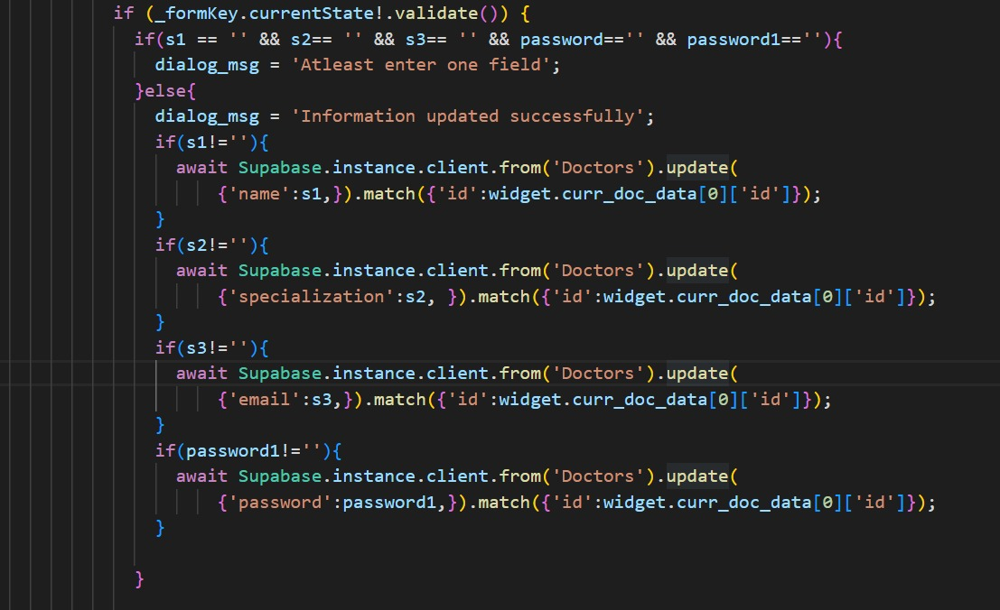 if (_formKey.currentState!.validate()) {
if(s1 == '' && s2== '' && s3== '' && password=='' && password1==''){
dialog_msg = 'Atleast enter one field';
}else{
dialog_msg = 'Information updated successfully';
if(s1!=''){
await Supabase.instance.client.from('Doctors').update(
{'name':s1,}).match({'id':widget.curr_doc_data[0]['id']});
}
if(s2!=''){
await Supabase.instance.client.from('Doctors').update(
{'specialization':s2, }).match({'id':widget.curr_doc_data[0]['id']});
}
if(s3!=''){
await Supabase.instance.client.from('Doctors').update(
{'email':s3,}).match({'id':widget.curr_doc_data[0]['id']});
}
if(password1!=''){
await Supabase.instance.client.from('Doctors').update(
{'password':password1,}).match({'id':widget.curr_doc_data[0]['id']});
}
}